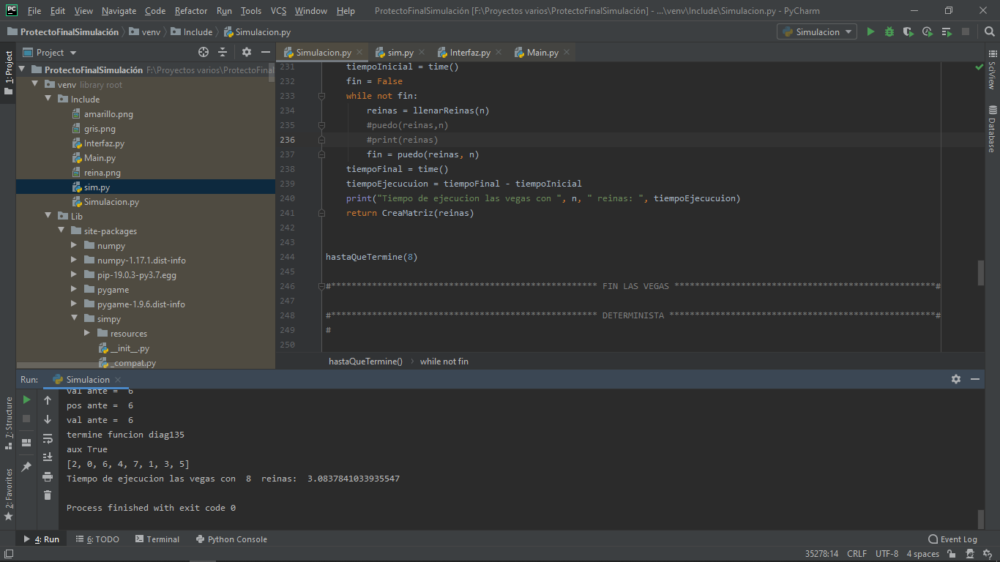 PC File Edit View Navigate Code Refactor Run Tools VCS Window Help ProtectoFinalSimulación [F:\Proyectos varios\ProtectoFinalSimulación] - ...\venv\Include\Simulacion.py - PyCharm
ProtectoFinalSimulación venv Include Simulacion.py Simulacion
Project Simulacion.py sim.py Interfaz.py Main.py
1: Project
SciView
Database
7: Structure
2: Favorites
ProtectoFinalSimulación F:\Proyectos varios\ProtectoFinal
venv library root
Include
amarillo.png
gris.png
Interfaz.py
Main.py
reina.png
sim.py
Simulacion.py
Lib
site-packages
numpy
numpy-1.17.1.dist-info
pip-19.0.3-py3.7.egg
pygame
pygame-1.9.6.dist-info
simpy
resources
__init__.py
_compat.py
231 tiempoInicial = time()
232 fin = False
233 while not fin:
234 reinas = llenarReinas(n)
235 #puedo(reinas,n)
236 #print(reinas)
237 fin = puedo(reinas, n)
238 tiempoFinal = time()
239 tiempoEjecucuion = tiempoFinal - tiempoInicial
240 print("Tiempo de ejecucion las vegas con ", n, " reinas: ", tiempoEjecucuion)
241 return CreaMatriz(reinas)
242
243
244 hastaQueTermine(8)
245
246 #**************************************************** FIN LAS VEGAS ***************************************************#
247
248 #**************************************************** DETERMINISTA ****************************************************#
249 #
250
hastaQueTermine() while not fin
Run: Simulacion
val ante =  6
pos ante =  6
val ante =  6
termine funcion diag135
aux True
[2, 0, 6, 4, 7, 1, 3, 5]
Tiempo de ejecucion las vegas con  8  reinas:  3.0837841033935547
Process finished with exit code 0
4: Run 6: TODO Terminal Python Console Event Log
35278:14 CRLF UTF-8 4 spaces